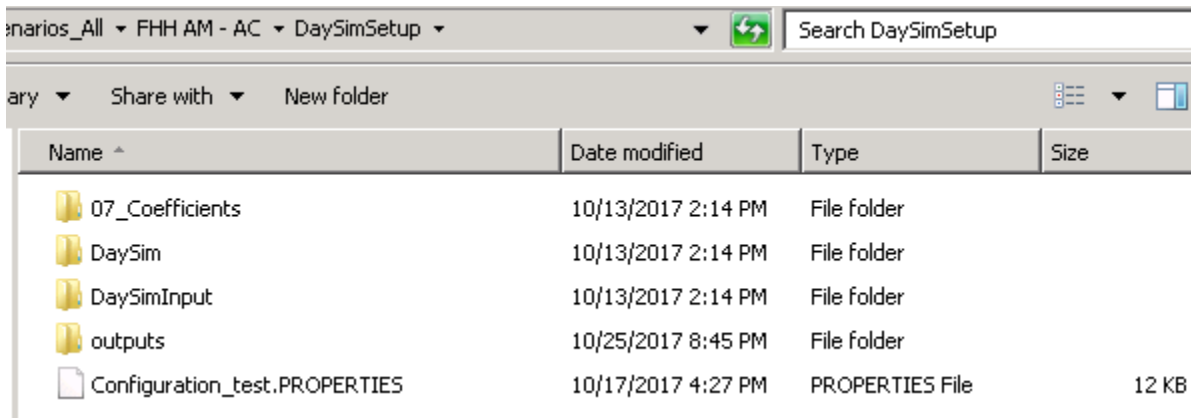 enarios_All FHH AM - AC DaySimSetup Search DaySimSetup
ary Share with New folder
Name Date modified Type Size
07_Coefficients 10/13/2017 2:14 PM File folder
DaySim 10/13/2017 2:14 PM File folder
DaySimInput 10/13/2017 2:14 PM File folder
outputs 10/25/2017 8:45 PM File folder
Configuration_test.PROPERTIES 10/17/2017 4:27 PM PROPERTIES File 12 KB